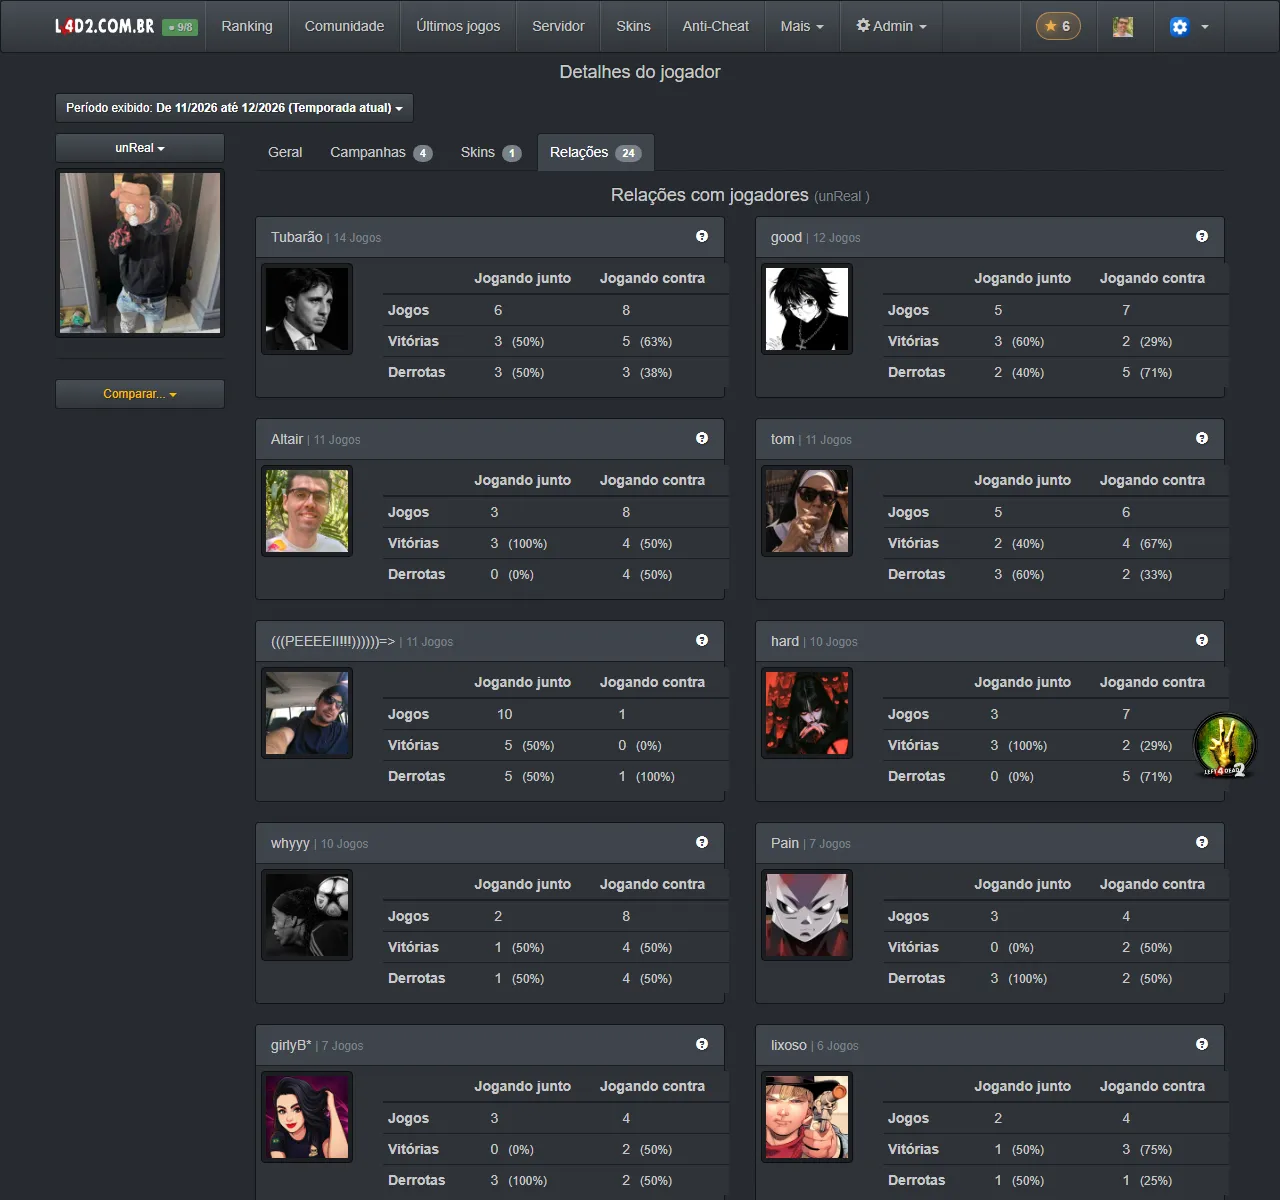 L4D2.COM.BR 9/8 Ranking Comunidade Últimos jogos Servidor Skins Anti-Cheat Mais Admin 6
Detalhes do jogador
Período exibido: De 11/2026 até 12/2026 (Temporada atual)
unReal
Geral Campanhas 4 Skins 1 Relações 24
Relações com jogadores (unReal )
Comparar...
Tubarão | 14 Jogos ?
Jogando junto Jogando contra
Jogos 6 8
Vitórias 3 (50%) 5 (63%)
Derrotas 3 (50%) 3 (38%)
good | 12 Jogos ?
Jogando junto Jogando contra
Jogos 5 7
Vitórias 3 (60%) 2 (29%)
Derrotas 2 (40%) 5 (71%)
Altair | 11 Jogos ?
Jogando junto Jogando contra
Jogos 3 8
Vitórias 3 (100%) 4 (50%)
Derrotas 0 (0%) 4 (50%)
tom | 11 Jogos ?
Jogando junto Jogando contra
Jogos 5 6
Vitórias 2 (40%) 4 (67%)
Derrotas 3 (60%) 2 (33%)
(((PEEEEII!!!))))))=> | 11 Jogos ?
Jogando junto Jogando contra
Jogos 10 1
Vitórias 5 (50%) 0 (0%)
Derrotas 5 (50%) 1 (100%)
hard | 10 Jogos ?
Jogando junto Jogando contra
Jogos 3 7
Vitórias 3 (100%) 2 (29%)
Derrotas 0 (0%) 5 (71%)
LEFT4DEAD2
whyyy | 10 Jogos ?
Jogando junto Jogando contra
Jogos 2 8
Vitórias 1 (50%) 4 (50%)
Derrotas 1 (50%) 4 (50%)
Pain | 7 Jogos ?
Jogando junto Jogando contra
Jogos 3 4
Vitórias 0 (0%) 2 (50%)
Derrotas 3 (100%) 2 (50%)
girlyB* | 7 Jogos ?
Jogando junto Jogando contra
Jogos 3 4
Vitórias 0 (0%) 2 (50%)
Derrotas 3 (100%) 2 (50%)
lixoso | 6 Jogos ?
Jogando junto Jogando contra
Jogos 2 4
Vitórias 1 (50%) 3 (75%)
Derrotas 1 (50%) 1 (25%)